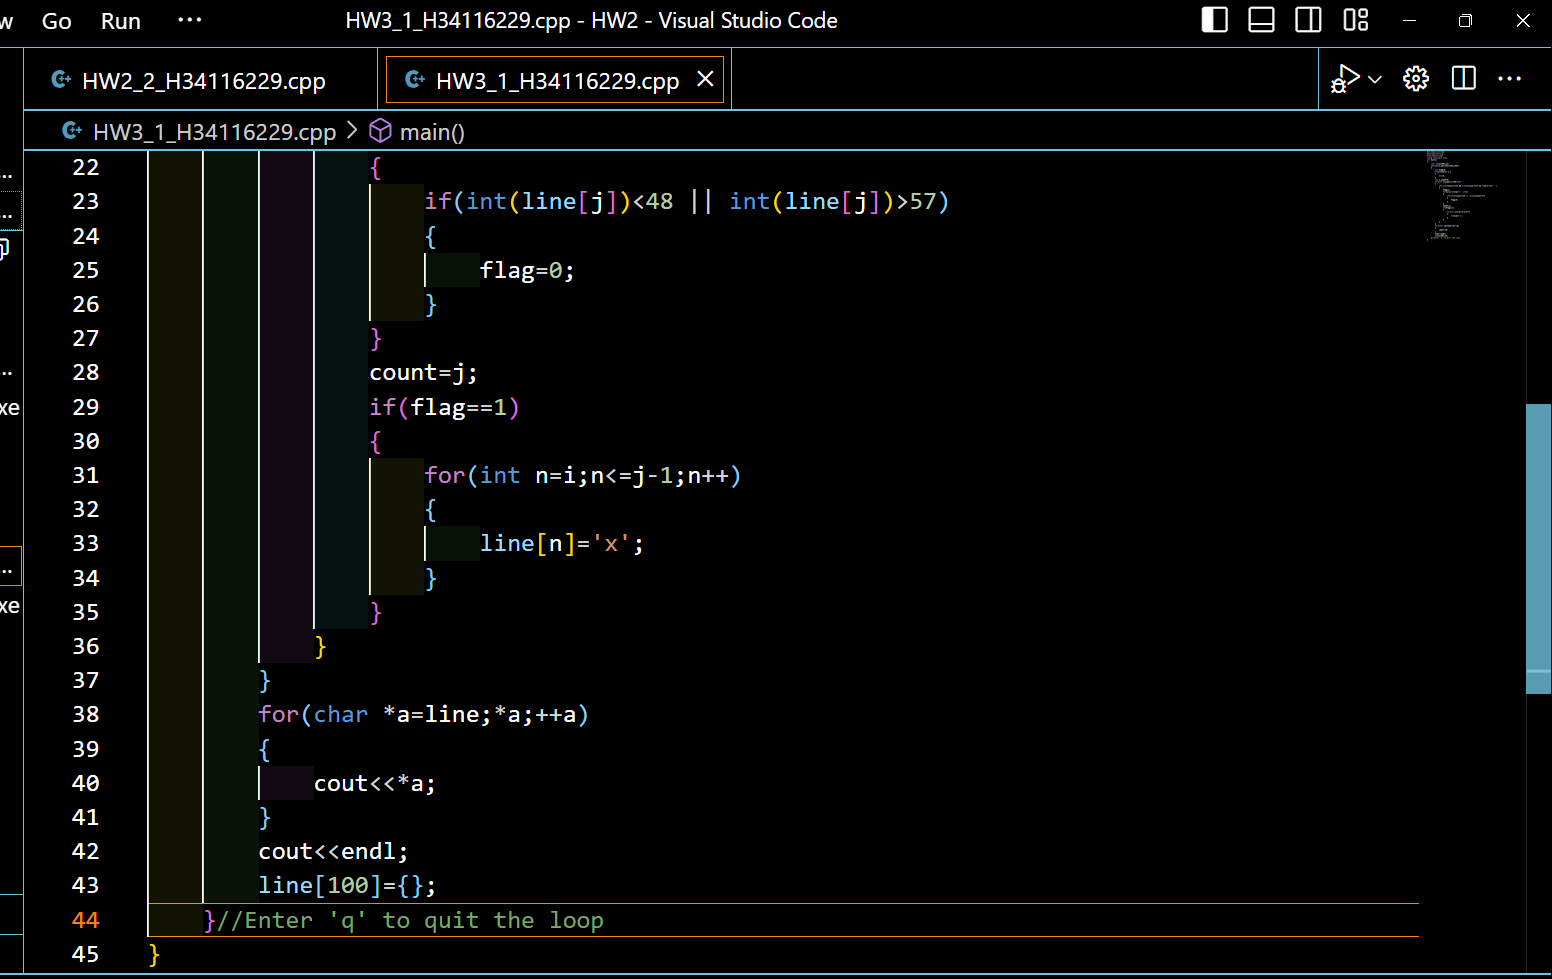 w Go Run ...
HW3_1_H34116229.cpp - HW2 - Visual Studio Code
HW2_2_H34116229.cpp
HW3_1_H34116229.cpp
HW3_1_H34116229.cpp > main()
22 {
23 if(int(line[j])<48 || int(line[j])>57)
24 {
25 flag=0;
26 }
27 }
28 count=j;
29 if(flag==1)
30 {
31 for(int n=i;n<=j-1;n++)
32 {
33 line[n]='x';
34 }
35 }
36 }
37 }
38 for(char *a=line;*a;++a)
39 {
40 cout<<*a;
41 }
42 cout<<endl;
43 line[100]={};
44 }//Enter 'q' to quit the loop
45 }
xe
xe